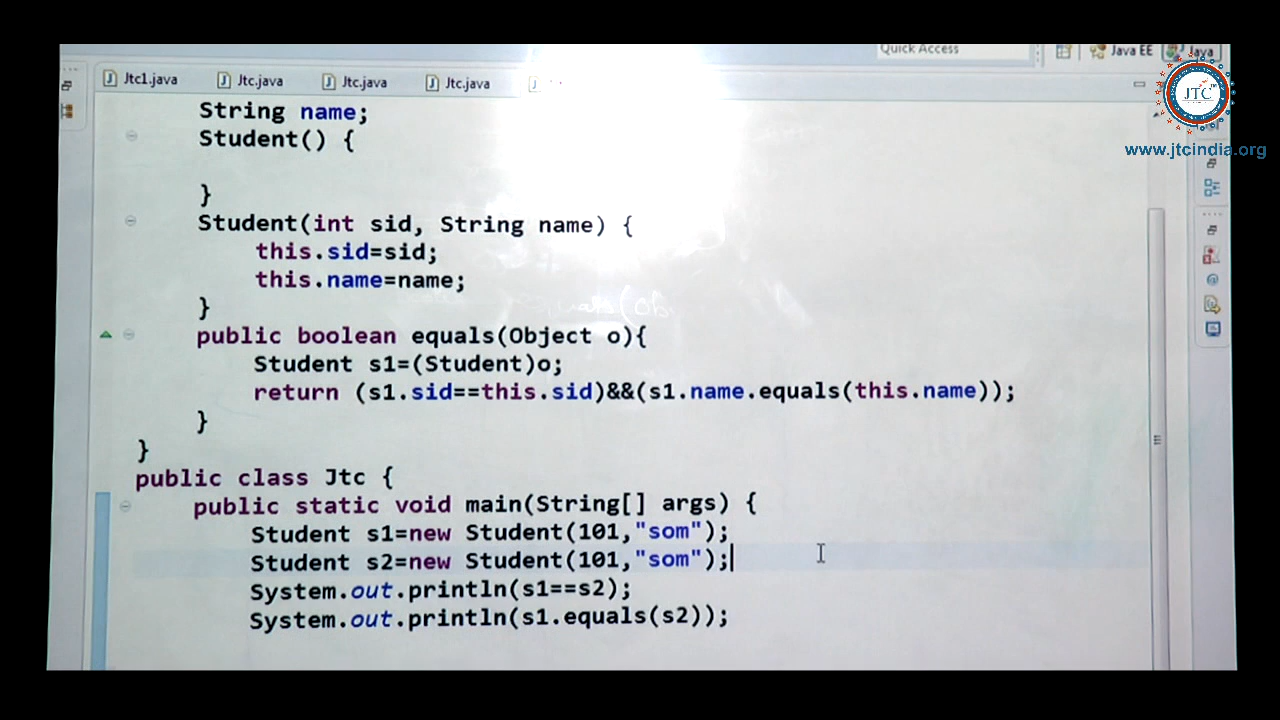 Quick Access
Java EE
Java
Jtc1.java
Jtc.java
Jtc.java
Jtc.java
JTC
www.jtcindia.org
String name;
Student() {
}
Student(int sid, String name) {
this.sid=sid;
this.name=name;
}
public boolean equals(Object o){
Student s1=(Student)o;
return (s1.sid==this.sid)&&(s1.name.equals(this.name));
}
}
public class Jtc {
public static void main(String[] args) {
Student s1=new Student(101,"som");
Student s2=new Student(101,"som");
System.out.println(s1==s2);
System.out.println(s1.equals(s2));